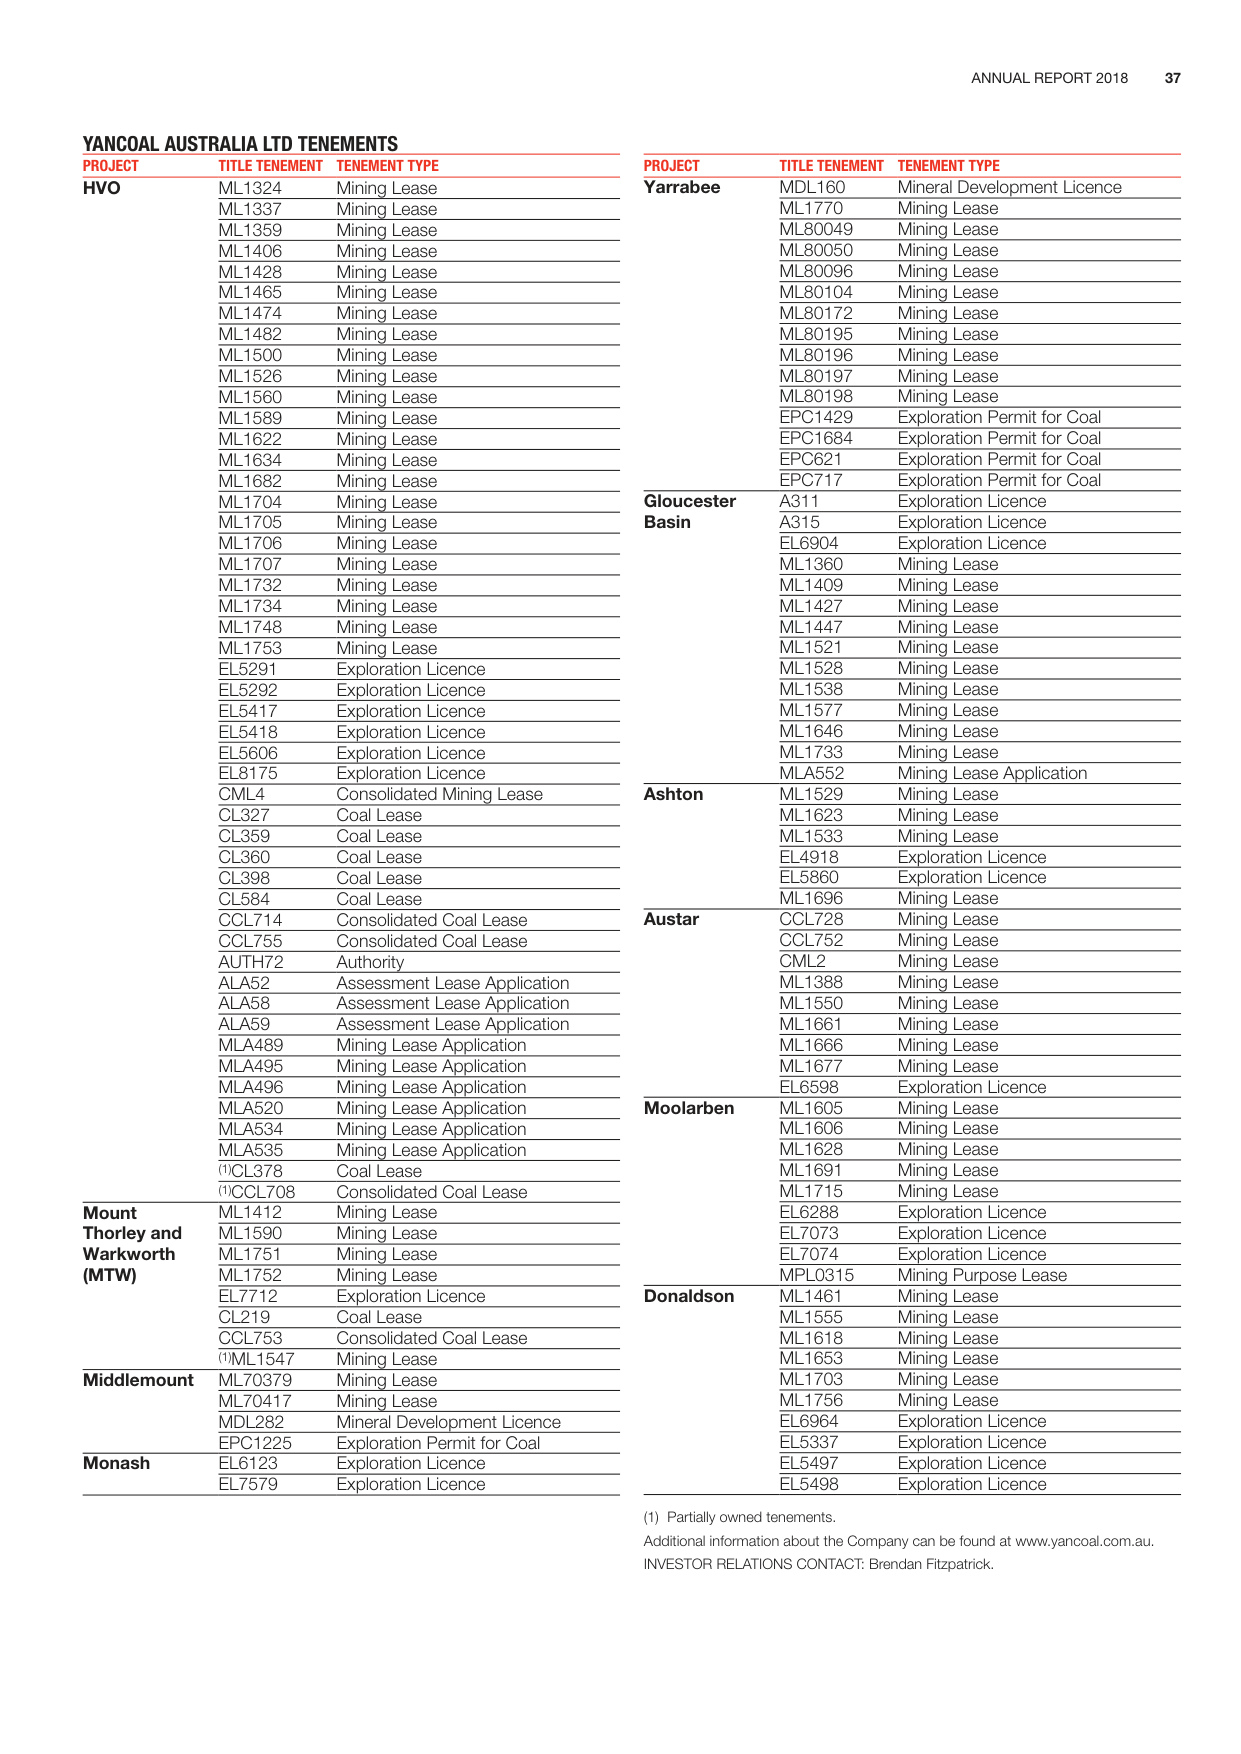 ANNUAL REPORT 2018 37
YANCOAL AUSTRALIA LTD TENEMENTS
PROJECT TITLE TENEMENT TENEMENT TYPE
HVO ML1324 Mining Lease
ML1337 Mining Lease
ML1359 Mining Lease
ML1406 Mining Lease
ML1428 Mining Lease
ML1465 Mining Lease
ML1474 Mining Lease
ML1482 Mining Lease
ML1500 Mining Lease
ML1526 Mining Lease
ML1560 Mining Lease
ML1589 Mining Lease
ML1622 Mining Lease
ML1634 Mining Lease
ML1682 Mining Lease
ML1704 Mining Lease
ML1705 Mining Lease
ML1706 Mining Lease
ML1707 Mining Lease
ML1732 Mining Lease
ML1734 Mining Lease
ML1748 Mining Lease
ML1753 Mining Lease
EL5291 Exploration Licence
EL5292 Exploration Licence
EL5417 Exploration Licence
EL5418 Exploration Licence
EL5606 Exploration Licence
EL8175 Exploration Licence
CML4 Consolidated Mining Lease
CL327 Coal Lease
CL359 Coal Lease
CL360 Coal Lease
CL398 Coal Lease
CL584 Coal Lease
CCL714 Consolidated Coal Lease
CCL755 Consolidated Coal Lease
AUTH72 Authority
ALA52 Assessment Lease Application
ALA58 Assessment Lease Application
ALA59 Assessment Lease Application
MLA489 Mining Lease Application
MLA495 Mining Lease Application
MLA496 Mining Lease Application
MLA520 Mining Lease Application
MLA534 Mining Lease Application
MLA535 Mining Lease Application
(1)CL378 Coal Lease
(1)CCL708 Consolidated Coal Lease
Mount ML1412 Mining Lease
Thorley and ML1590 Mining Lease
Warkworth ML1751 Mining Lease
(MTW) ML1752 Mining Lease
EL7712 Exploration Licence
CL219 Coal Lease
CCL753 Consolidated Coal Lease
(1)ML1547 Mining Lease
Middlemount ML70379 Mining Lease
ML70417 Mining Lease
MDL282 Mineral Development Licence
EPC1225 Exploration Permit for Coal
Monash EL6123 Exploration Licence
EL7579 Exploration Licence
PROJECT TITLE TENEMENT TENEMENT TYPE
Yarrabee MDL160 Mineral Development Licence
ML1770 Mining Lease
ML80049 Mining Lease
ML80050 Mining Lease
ML80096 Mining Lease
ML80104 Mining Lease
ML80172 Mining Lease
ML80195 Mining Lease
ML80196 Mining Lease
ML80197 Mining Lease
ML80198 Mining Lease
EPC1429 Exploration Permit for Coal
EPC1684 Exploration Permit for Coal
EPC621 Exploration Permit for Coal
EPC717 Exploration Permit for Coal
Gloucester A311 Exploration Licence
Basin A315 Exploration Licence
EL6904 Exploration Licence
ML1360 Mining Lease
ML1409 Mining Lease
ML1427 Mining Lease
ML1447 Mining Lease
ML1521 Mining Lease
ML1528 Mining Lease
ML1538 Mining Lease
ML1577 Mining Lease
ML1646 Mining Lease
ML1733 Mining Lease
MLA552 Mining Lease Application
Ashton ML1529 Mining Lease
ML1623 Mining Lease
ML1533 Mining Lease
EL4918 Exploration Licence
EL5860 Exploration Licence
ML1696 Mining Lease
Austar CCL728 Mining Lease
CCL752 Mining Lease
CML2 Mining Lease
ML1388 Mining Lease
ML1550 Mining Lease
ML1661 Mining Lease
ML1666 Mining Lease
ML1677 Mining Lease
EL6598 Exploration Licence
Moolarben ML1605 Mining Lease
ML1606 Mining Lease
ML1628 Mining Lease
ML1691 Mining Lease
ML1715 Mining Lease
EL6288 Exploration Licence
EL7073 Exploration Licence
EL7074 Exploration Licence
MPL0315 Mining Purpose Lease
Donaldson ML1461 Mining Lease
ML1555 Mining Lease
ML1618 Mining Lease
ML1653 Mining Lease
ML1703 Mining Lease
ML1756 Mining Lease
EL6964 Exploration Licence
EL5337 Exploration Licence
EL5497 Exploration Licence
EL5498 Exploration Licence
(1) Partially owned tenements.
Additional information about the Company can be found at www.yancoal.com.au.
INVESTOR RELATIONS CONTACT: Brendan Fitzpatrick.